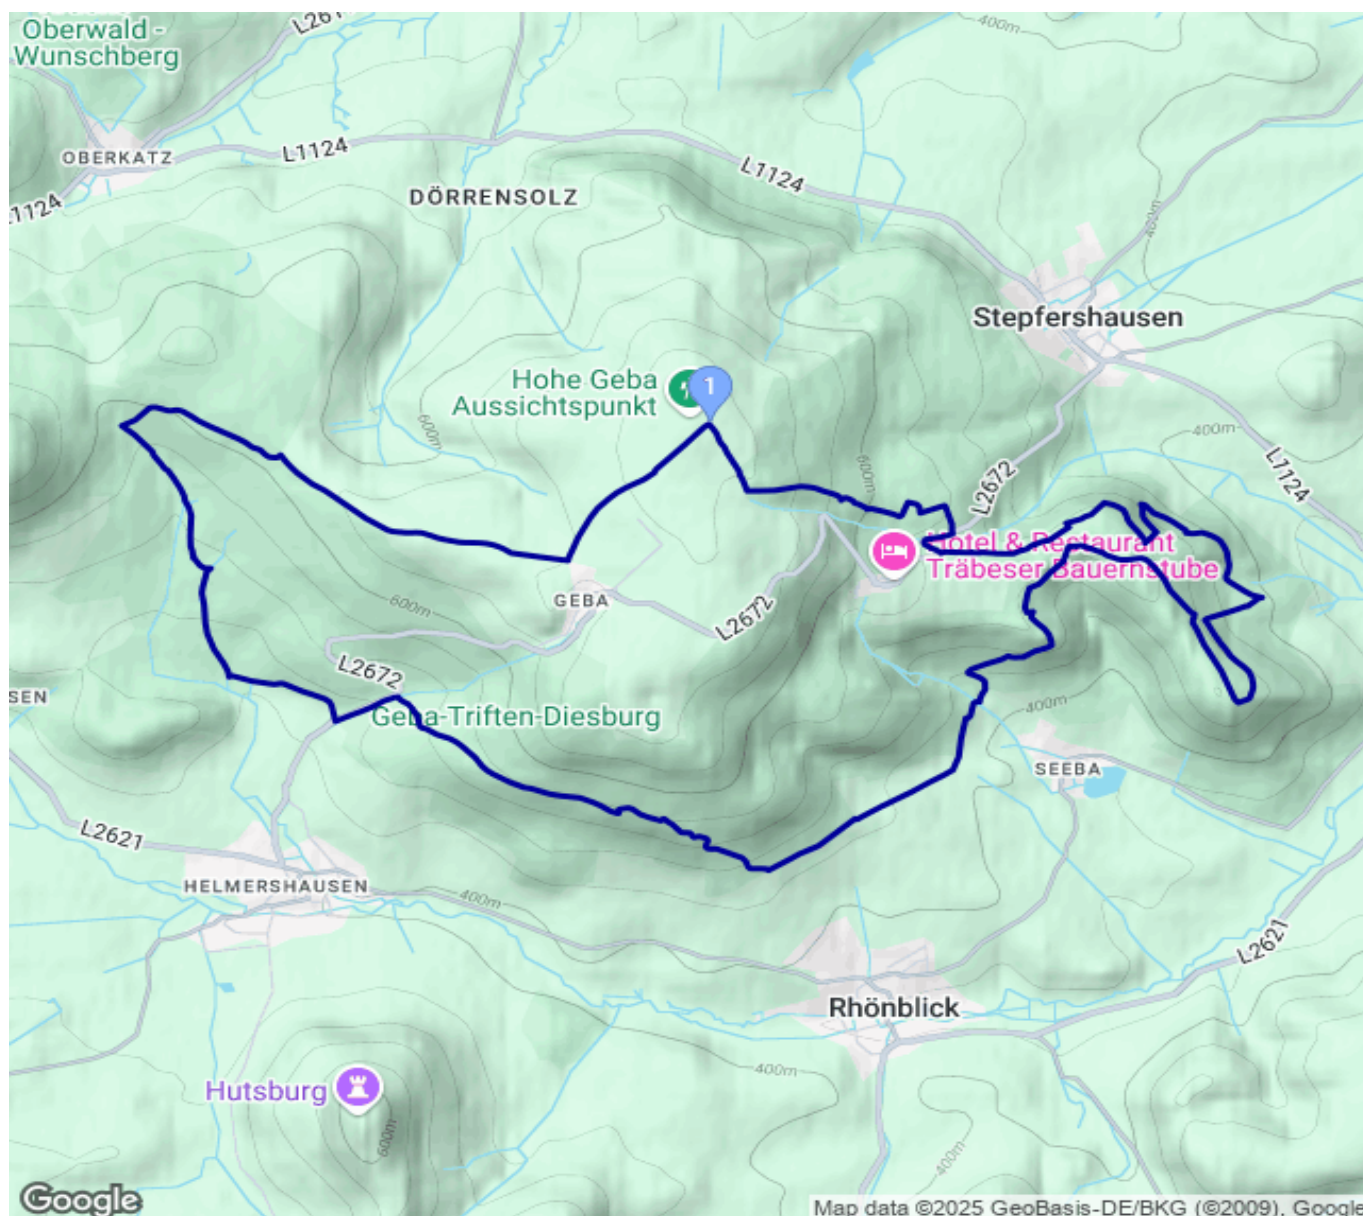 Oberwald -
Wunschberg
L261
OBERKATZ
L1124
L1124
L1124
DÖRRENSOLZ
400m
400m
Stepfershausen
Hohe Geba
Aussichtspunkt
1
600m
600m
400m
L2672
L7124
Hotel & Restaurant
Träbeser Bauernstube
600m
GEBA
L2672
L2672
SEN
Geba-Triften-Diesburg
400m
SEEBA
L2621
HELMERSHAUSEN
400m
L2621
Rhönblick
400m
Hutsburg
600m
400m
Google
Map data ©2025 GeoBasis-DE/BKG (©2009), Google